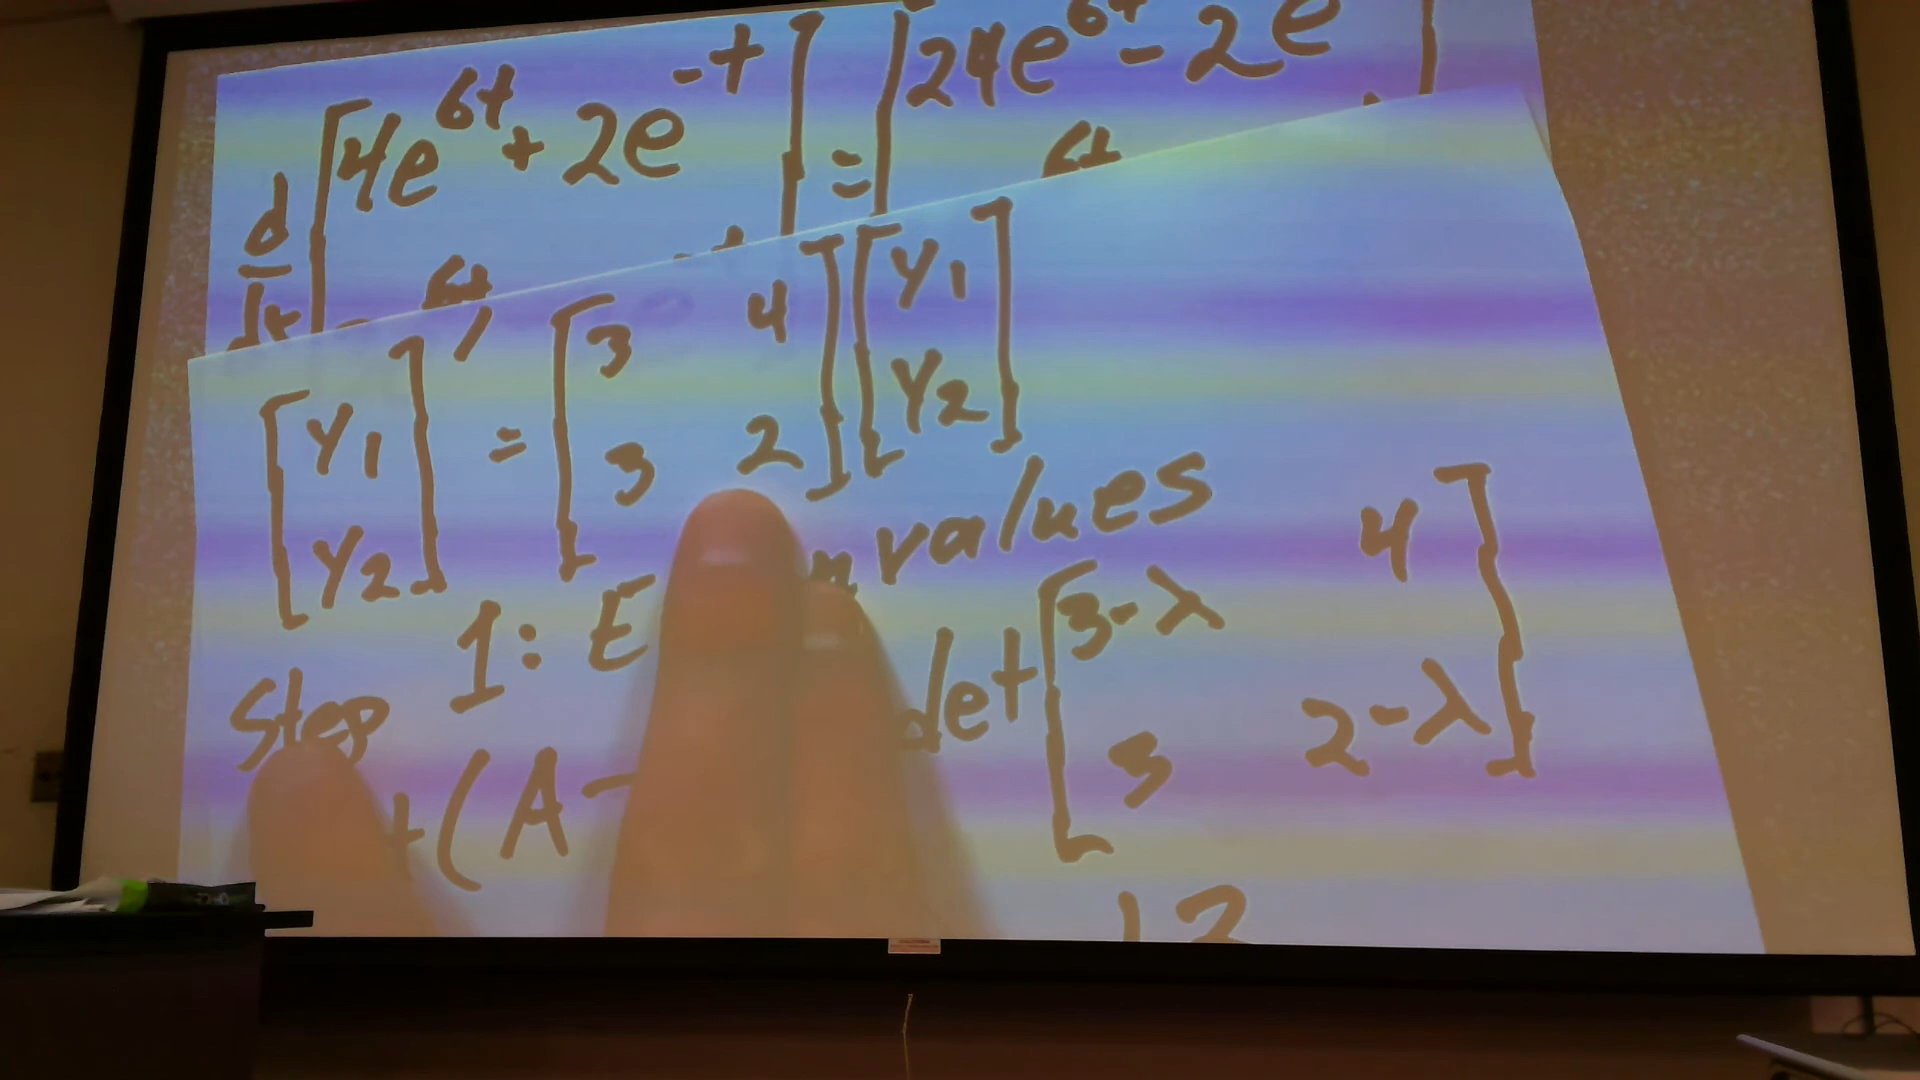 d/dt [4e^6t + 2e^-t] = [24e^6t - 2e
[y1 y2]' = [3 4 3 2] [y1 y2]
Step 1: E nvalues
(A - det [3-λ 4 3 2-λ]